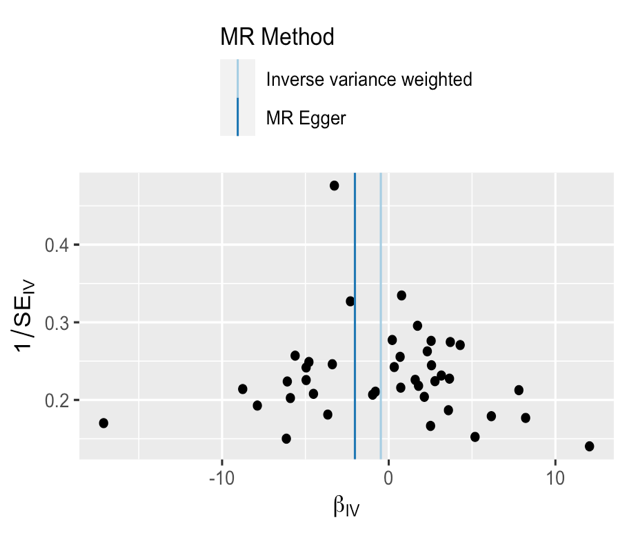 MR Method
Inverse variance weighted
MR Egger
0.4
0.3
0.2
1/SEIV
-10
0
10
βIV